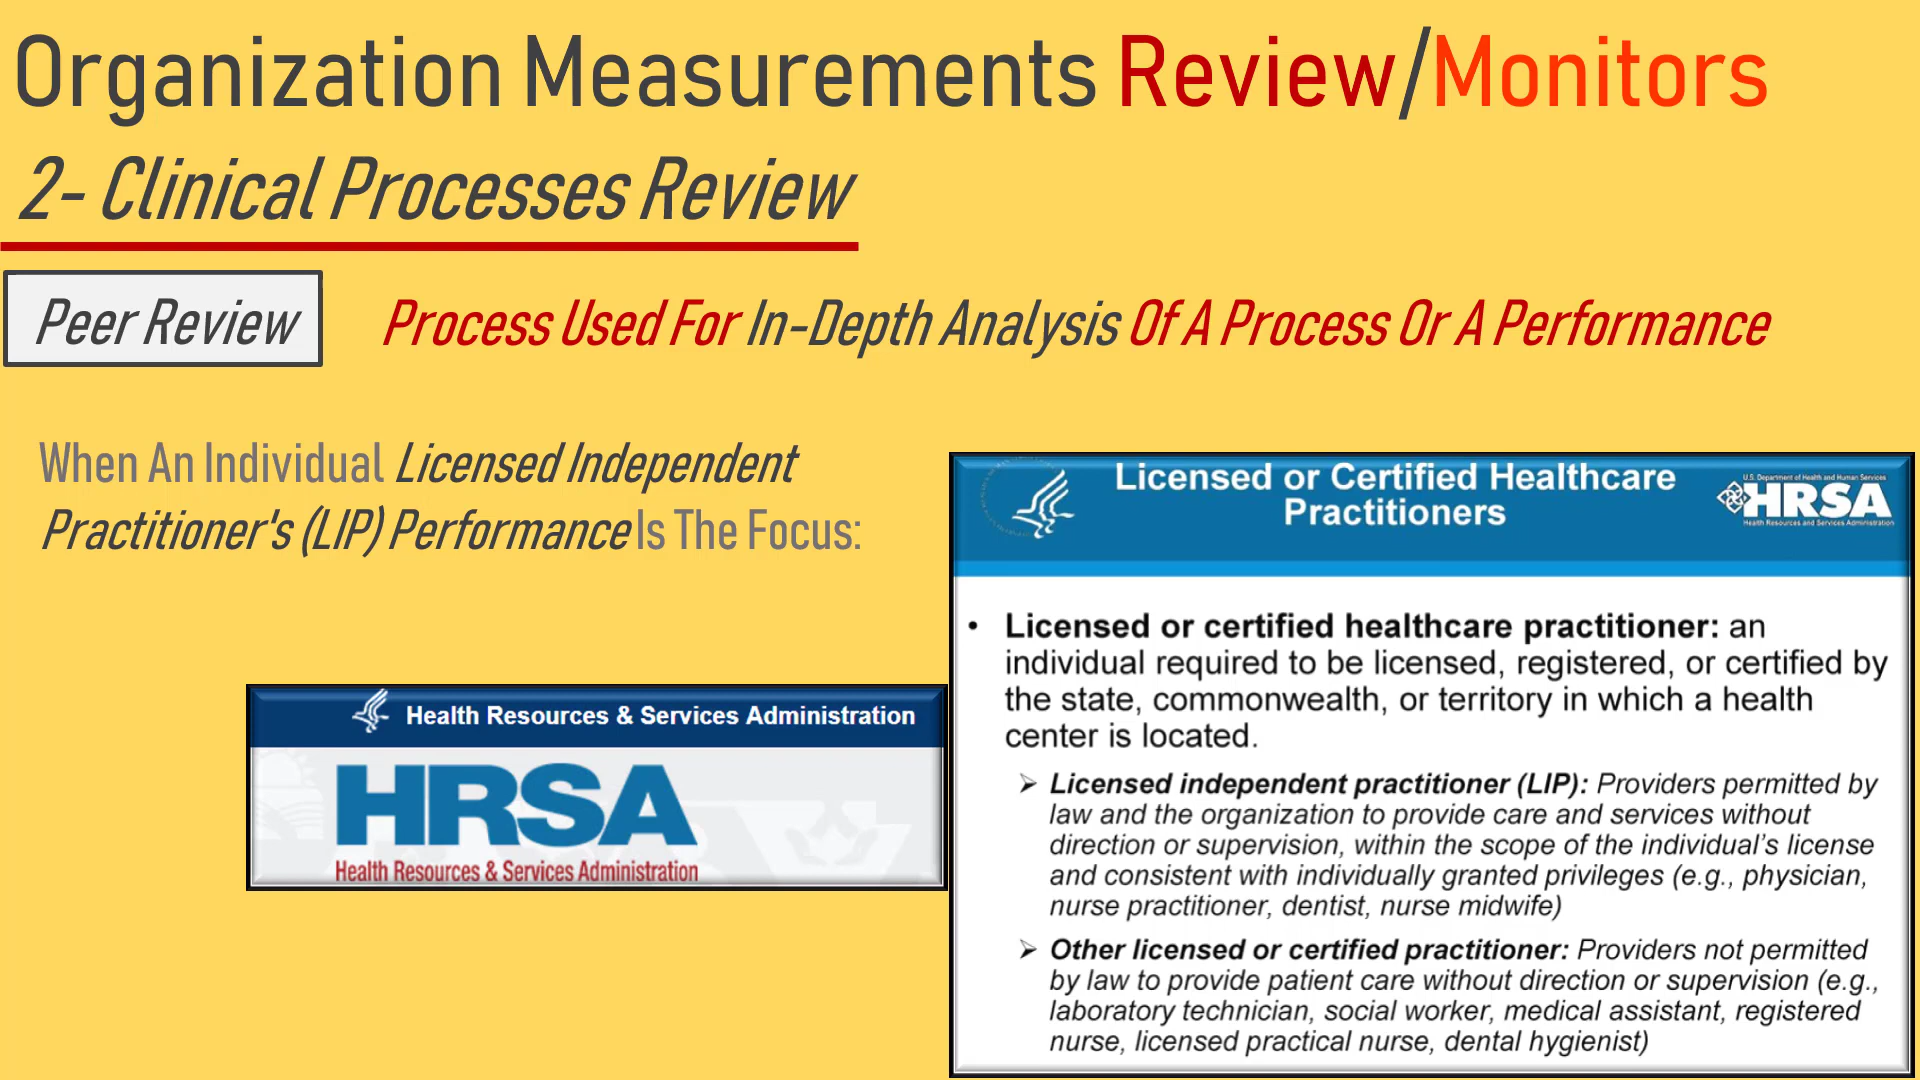 Organization Measurements Review/Monitors
2- Clinical Processes Review
Peer Review
Process Used For In-Depth Analysis Of A Process Or A Performance
When An Individual Licensed Independent
Practitioner's (LIP) Performance Is The Focus:
Health Resources & Services Administration
HRSA
Health Resources & Services Administration
Licensed or Certified Healthcare
Practitioners
U.S. Department of Health and Human Services
HRSA
Health Resources and Services Administration
• Licensed or certified healthcare practitioner: an
individual required to be licensed, registered, or certified by
the state, commonwealth, or territory in which a health
center is located.
➢ Licensed independent practitioner (LIP): Providers permitted by
law and the organization to provide care and services without
direction or supervision, within the scope of the individual’s license
and consistent with individually granted privileges (e.g., physician,
nurse practitioner, dentist, nurse midwife)
➢ Other licensed or certified practitioner: Providers not permitted
by law to provide patient care without direction or supervision (e.g.,
laboratory technician, social worker, medical assistant, registered
nurse, licensed practical nurse, dental hygienist)